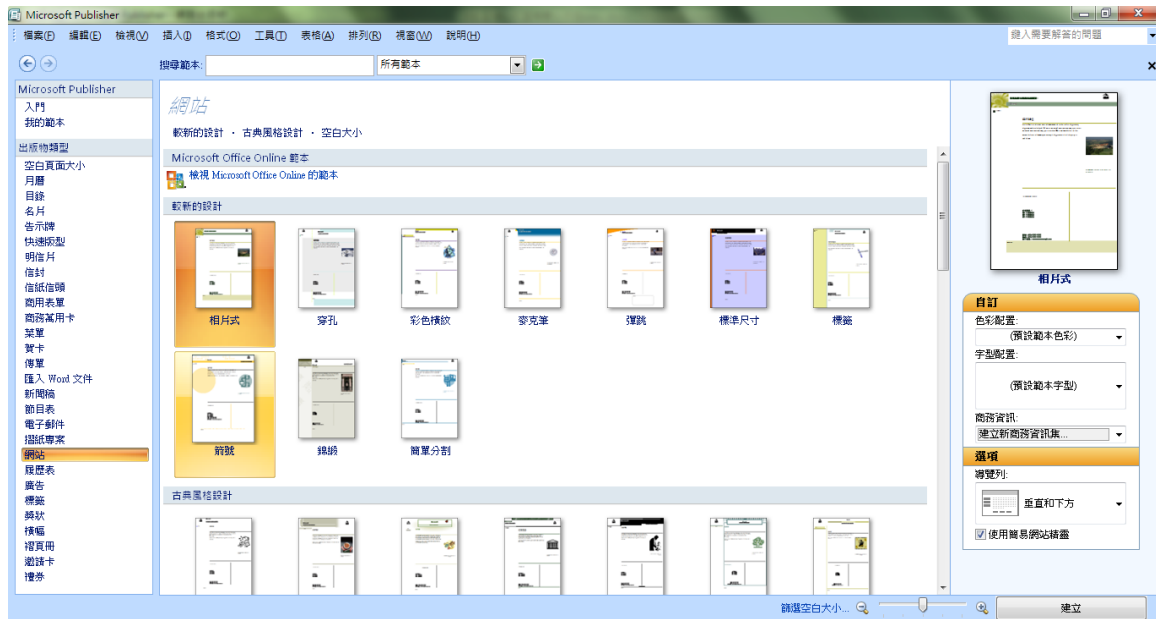 Microsoft Publisher
檔案(F) 編輯(E) 檢視(V) 插入(I) 格式(O) 工具(T) 表格(A) 排列(R) 視窗(W) 說明(H)
鍵入需要解答的問題
搜尋範本:
所有範本
Microsoft Publisher
入門
我的範本
出版物類型
空白頁面大小
月曆
目錄
名片
告示牌
快速版型
明信片
信封
信紙信頭
商用表單
商務萬用卡
菜單
賀卡
傳單
匯入 Word 文件
新聞稿
節目表
電子郵件
摺紙專案
網站
履歷表
廣告
標籤
獎狀
橫幅
褶頁冊
邀請卡
禮券
網站
較新的設計 · 古典風格設計 · 空白大小
Microsoft Office Online 範本
檢視 Microsoft Office Online 的範本
較新的設計
相片式 穿孔 彩色橫紋 麥克筆 彈跳 標準尺寸 標籤
箭號 錦緞 簡單分割
古典風格設計
相片式
自訂
色彩配置:
(預設範本色彩)
字型配置:
(預設範本字型)
商務資訊:
建立新商務資訊集...
選項
導覽列:
垂直和下方
使用簡易網站精靈
篩選空白大小...
建立